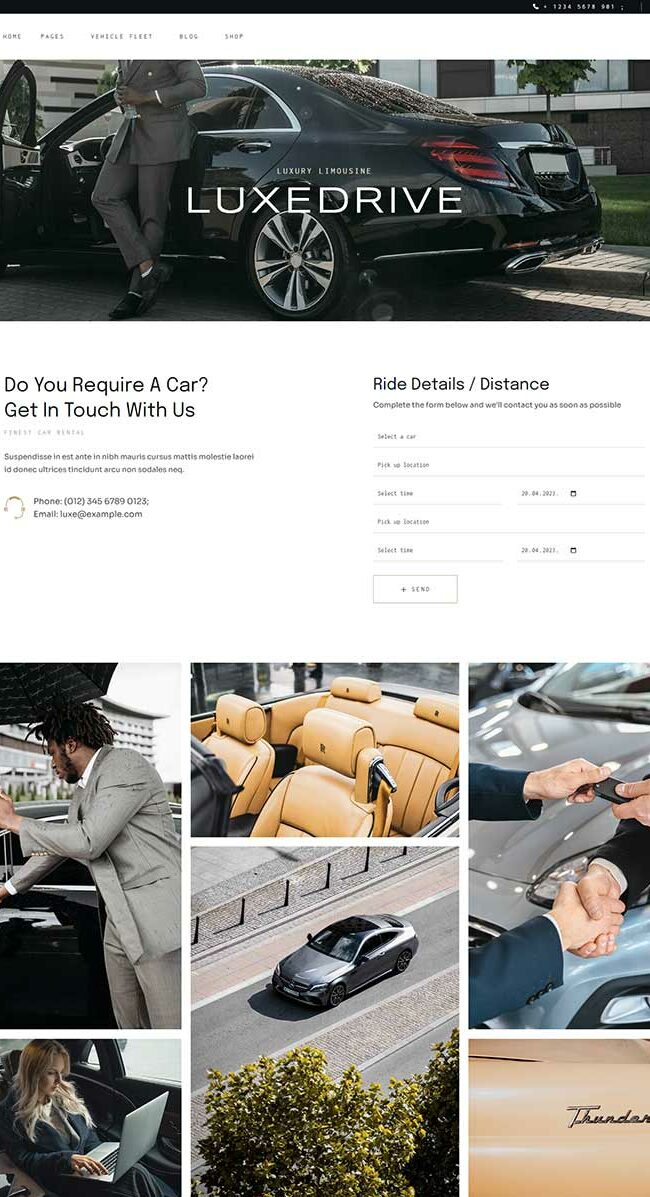 + 1234 5678 901 ;
HOME PAGES VEHICLE FLEET BLOG SHOP
LUXURY LIMOUSINE
LUXEDRIVE
Do You Require A Car?
Get In Touch With Us
FINEST CAR RENTAL
Suspendisse in est ante in nibh mauris cursus mattis molestie laorei
id donec ultrices tincidunt arcu non sodales neq.
Phone: (012) 345 6789 0123;
Email: luxe@example.com
Ride Details / Distance
Complete the form below and we'll contact you as soon as possible
Select a car
Pick up location
Select time 20.04.2023.
Pick up location
Select time 20.04.2023.
+ SEND
Thunder